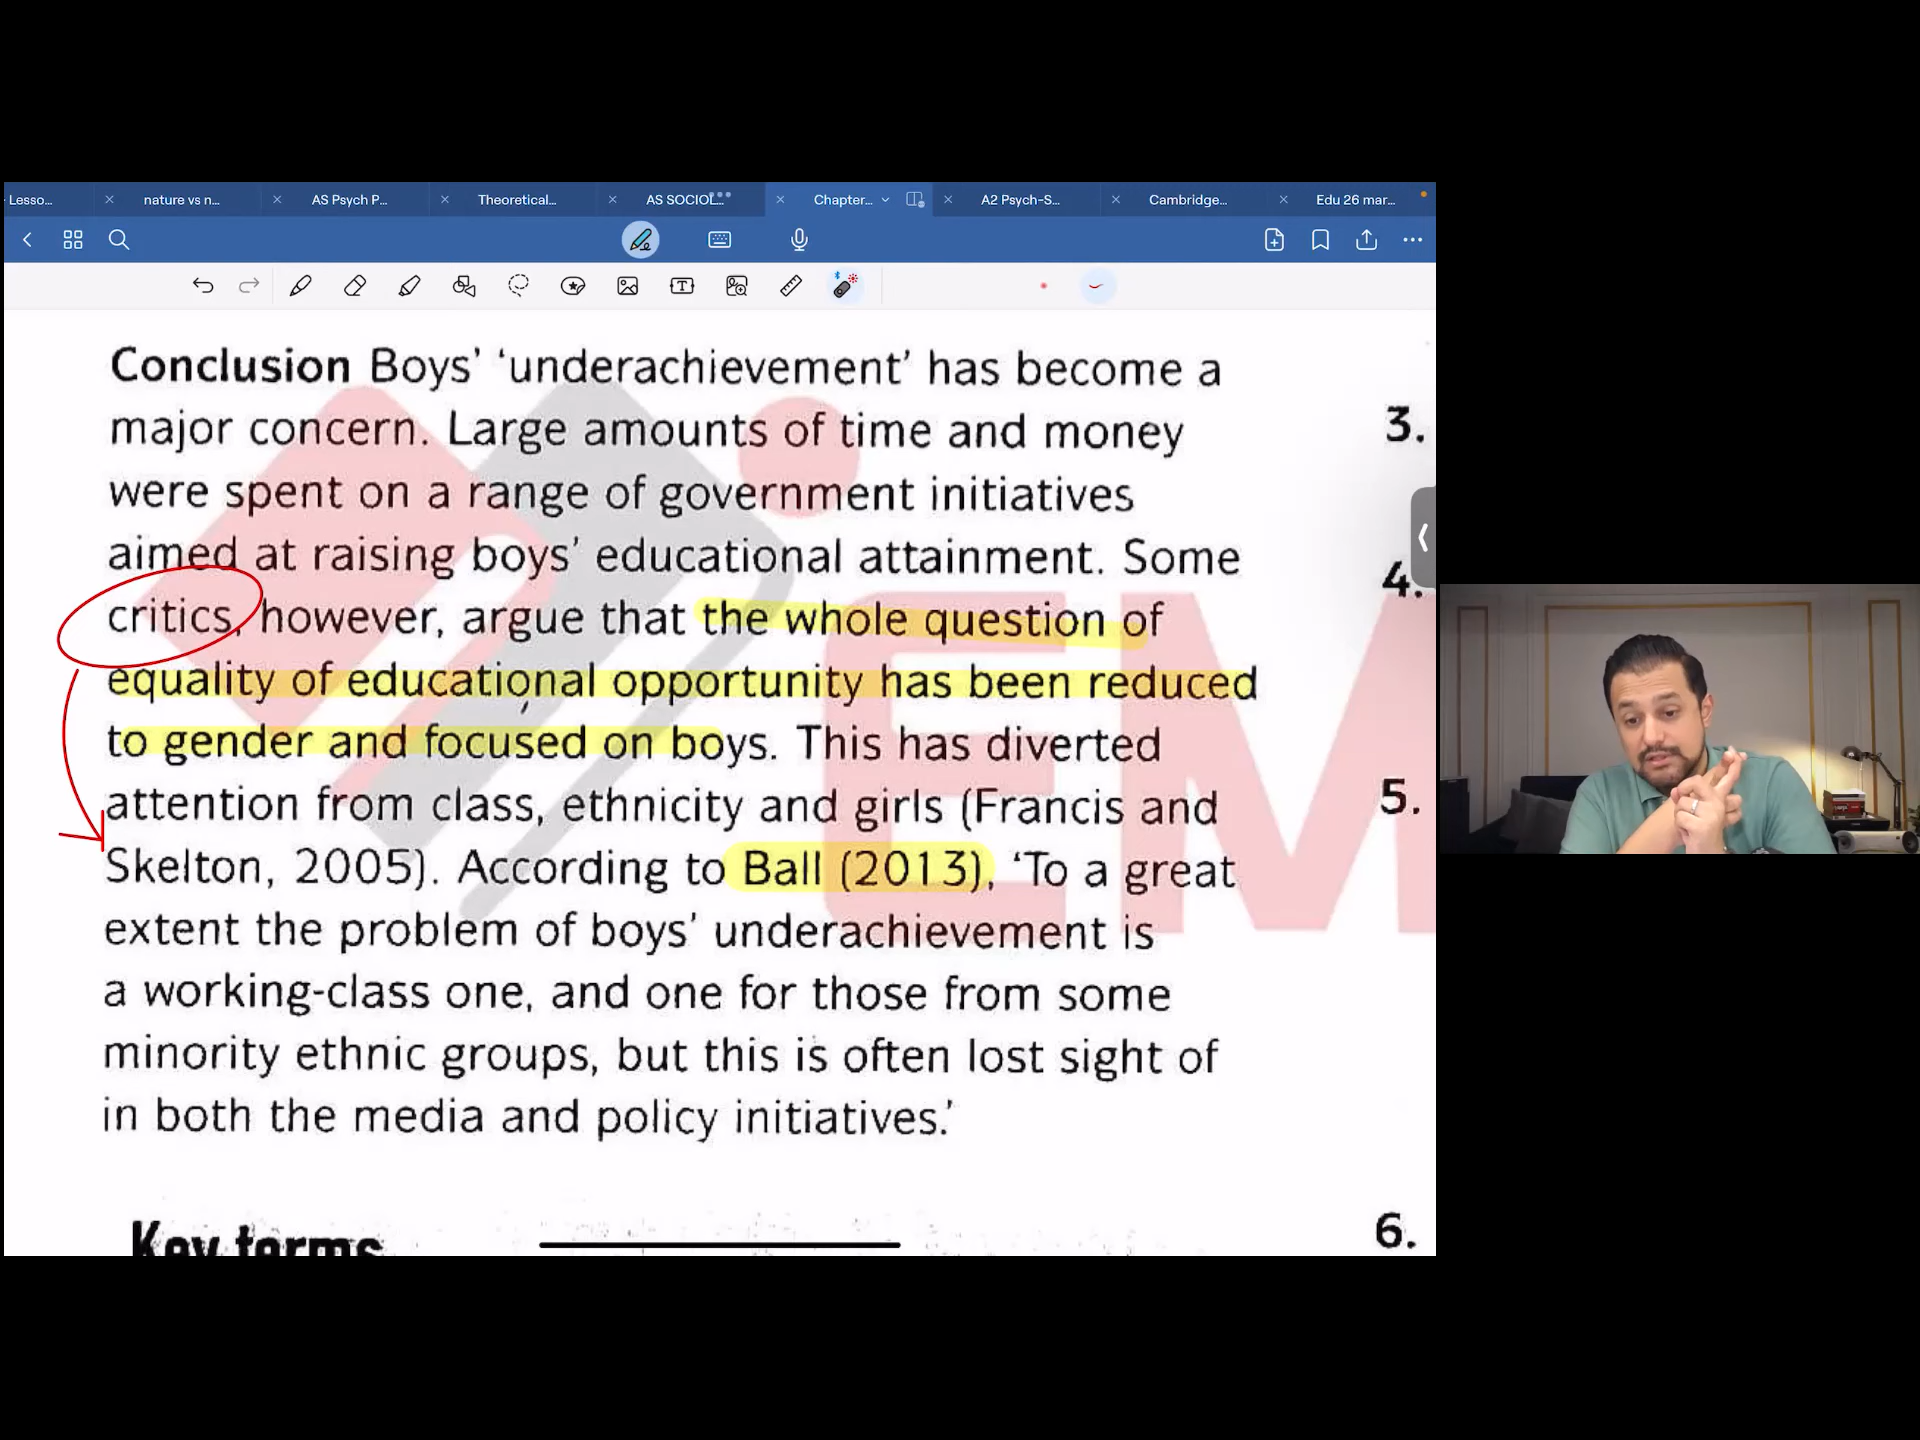 Lesso...
nature vs n...
AS Psych P...
Theoretical...
AS SOCIOL...
Chapter...
A2 Psych-S...
Cambridge...
Edu 26 mar...
Conclusion Boys' 'underachievement' has become a
major concern. Large amounts of time and money
were spent on a range of government initiatives
aimed at raising boys' educational attainment. Some
critics, however, argue that the whole question of
equality of educational opportunity has been reduced
to gender and focused on boys. This has diverted
attention from class, ethnicity and girls (Francis and
Skelton, 2005). According to Ball (2013), 'To a great
extent the problem of boys' underachievement is
a working-class one, and one for those from some
minority ethnic groups, but this is often lost sight of
in both the media and policy initiatives.'
Key terms
3.
4.
5.
6.
EM